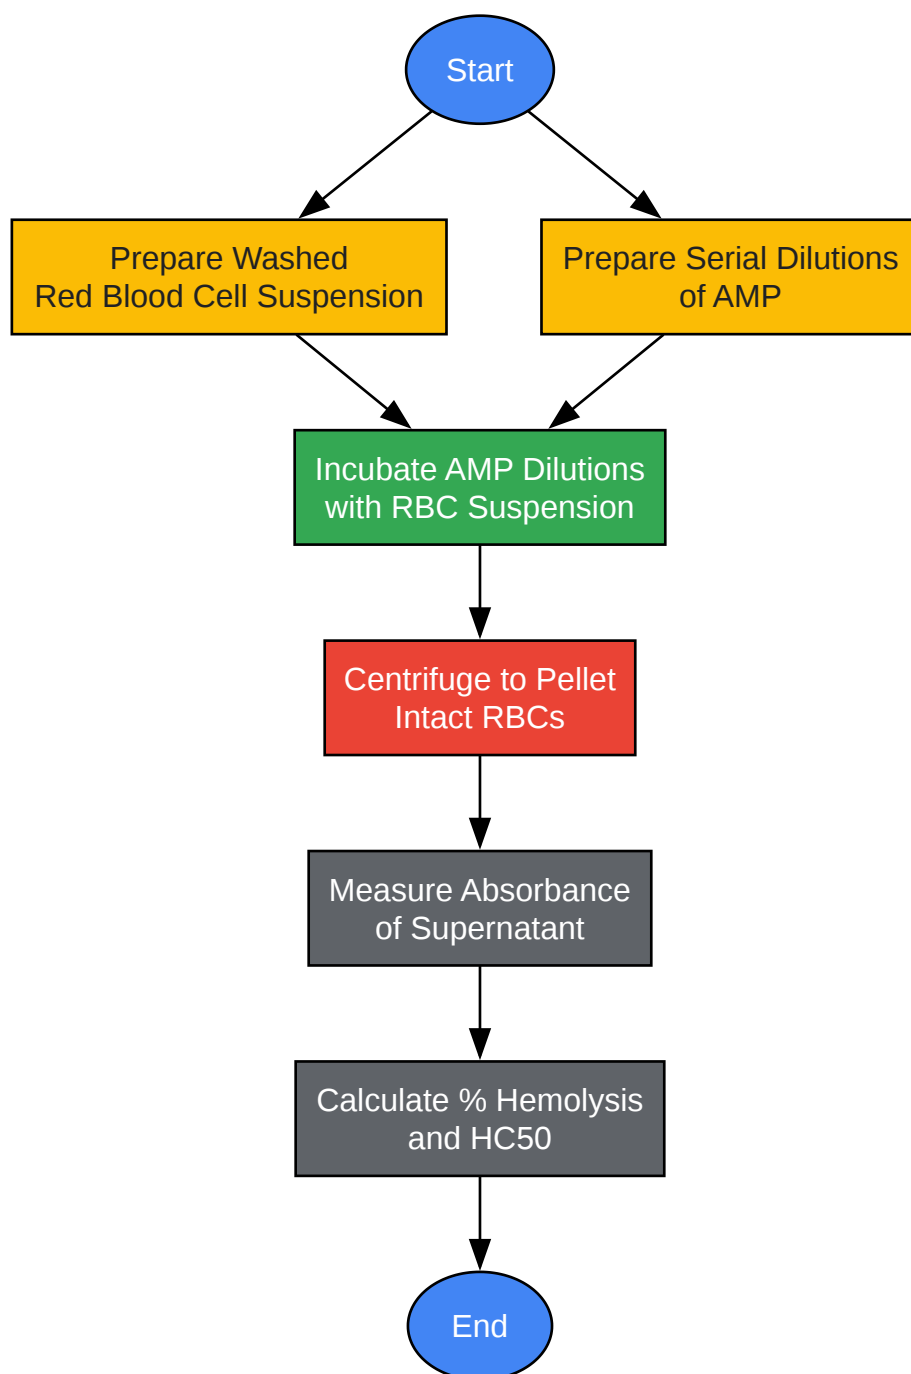 Start
Prepare Washed
Red Blood Cell Suspension
Prepare Serial Dilutions
of AMP
Incubate AMP Dilutions
with RBC Suspension
Centrifuge to Pellet
Intact RBCs
Measure Absorbance
of Supernatant
Calculate % Hemolysis
and HC50
End